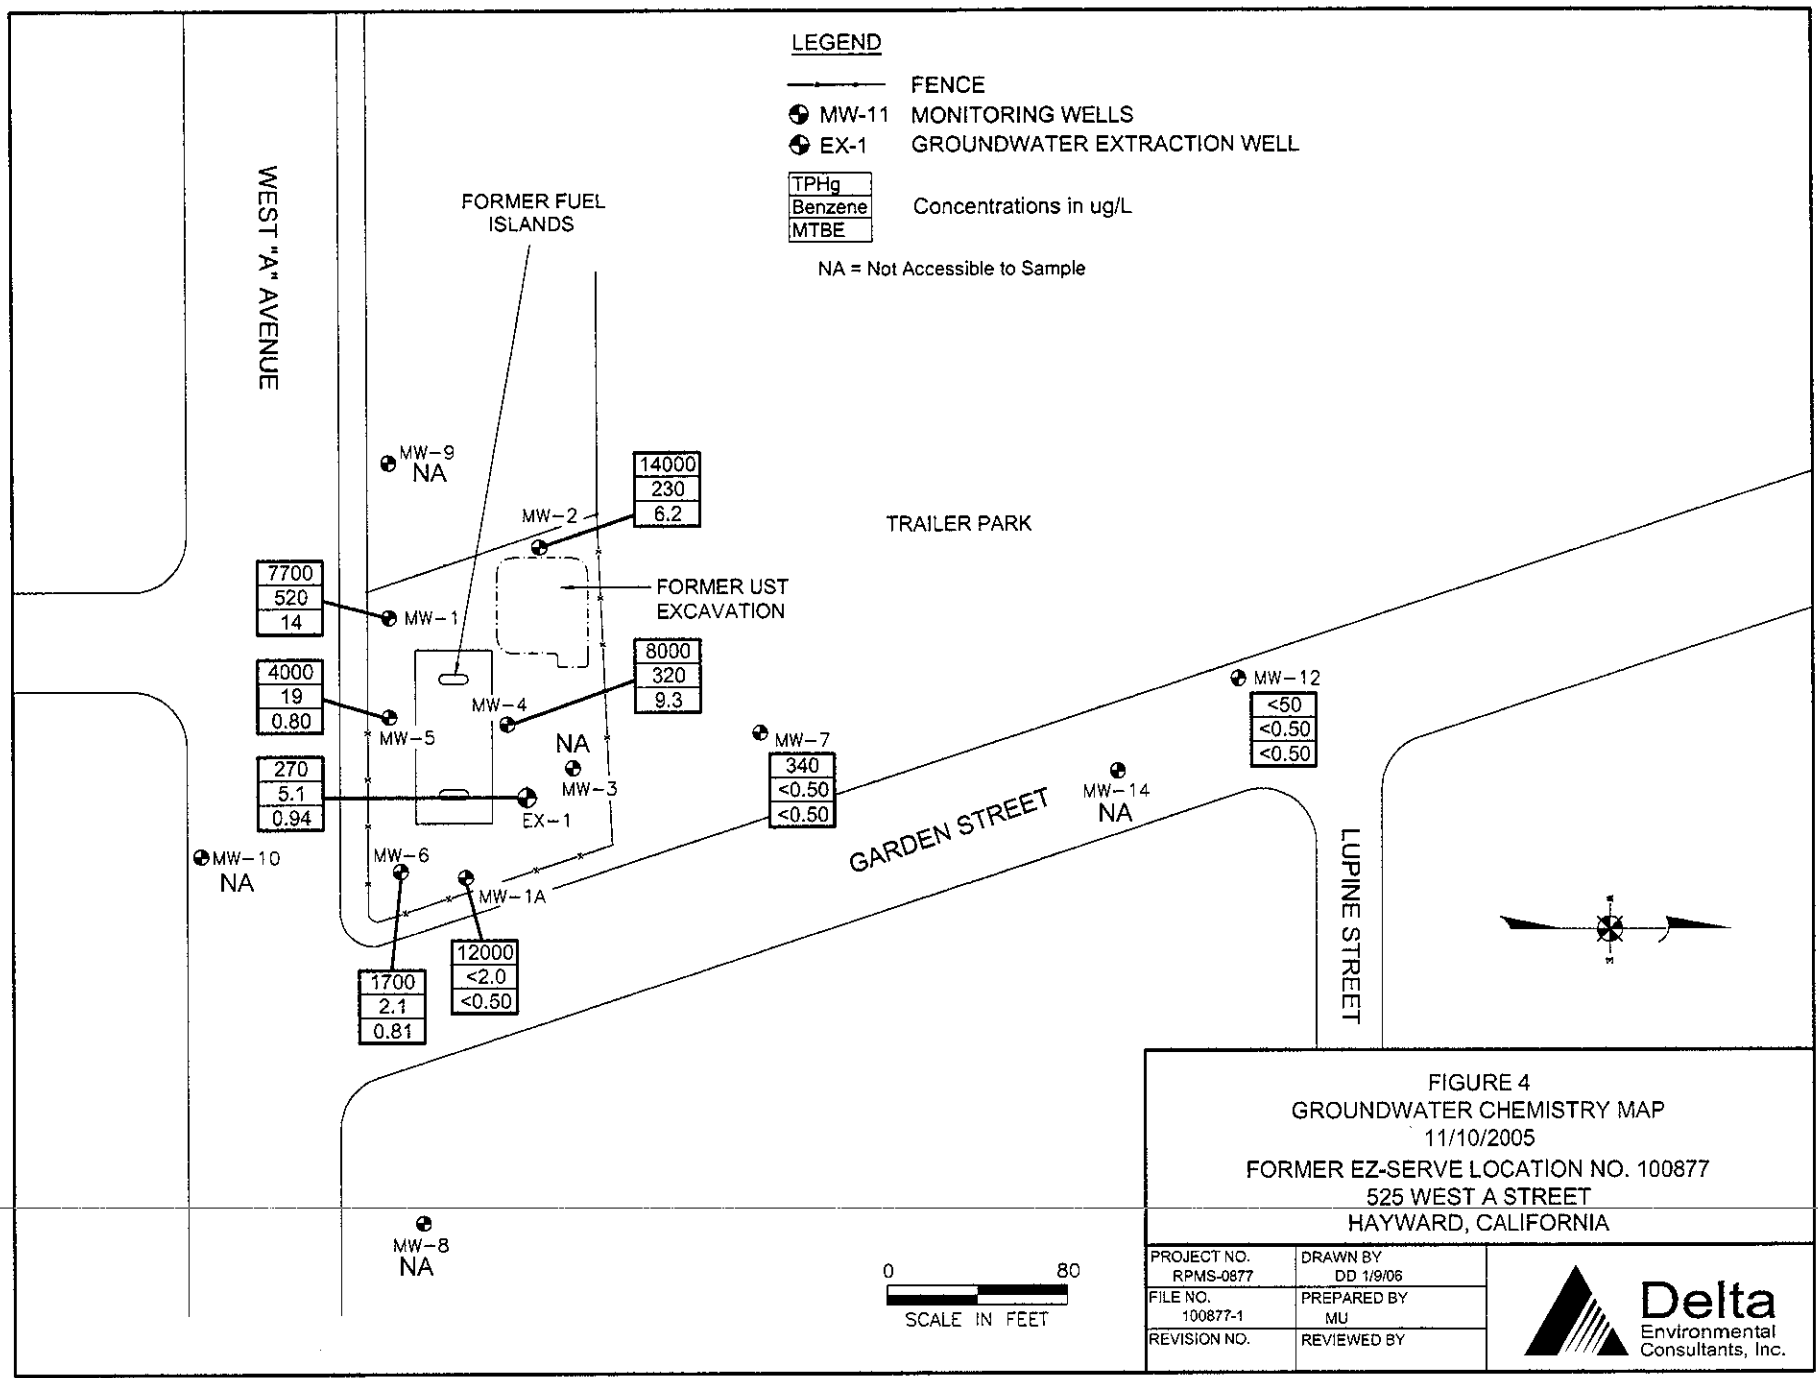 LEGEND
FENCE
MW-11 MONITORING WELLS
EX-1 GROUNDWATER EXTRACTION WELL
TPHg
Benzene
MTBE
Concentrations in ug/L
NA = Not Accessible to Sample
WEST "A" AVENUE
FORMER FUEL
ISLANDS
MW-9
NA
14000
230
6.2
MW-2
TRAILER PARK
FORMER UST
EXCAVATION
7700
520
14
MW-1
8000
320
9.3
MW-4
4000
19
0.80
MW-5
NA
MW-3
270
5.1
0.94
EX-1
MW-7
340
<0.50
<0.50
MW-12
<50
<0.50
<0.50
MW-14
NA
GARDEN STREET
LUPINE STREET
MW-10
NA
MW-6
MW-1A
12000
<2.0
<0.50
1700
2.1
0.81
MW-8
NA
0 80
SCALE IN FEET
FIGURE 4
GROUNDWATER CHEMISTRY MAP
11/10/2005
FORMER EZ-SERVE LOCATION NO. 100877
525 WEST A STREET
HAYWARD, CALIFORNIA
PROJECT NO.
RPMS-0877
DRAWN BY
DD 1/9/06
FILE NO.
100877-1
PREPARED BY
MU
REVISION NO.
REVIEWED BY
Delta
Environmental
Consultants, Inc.